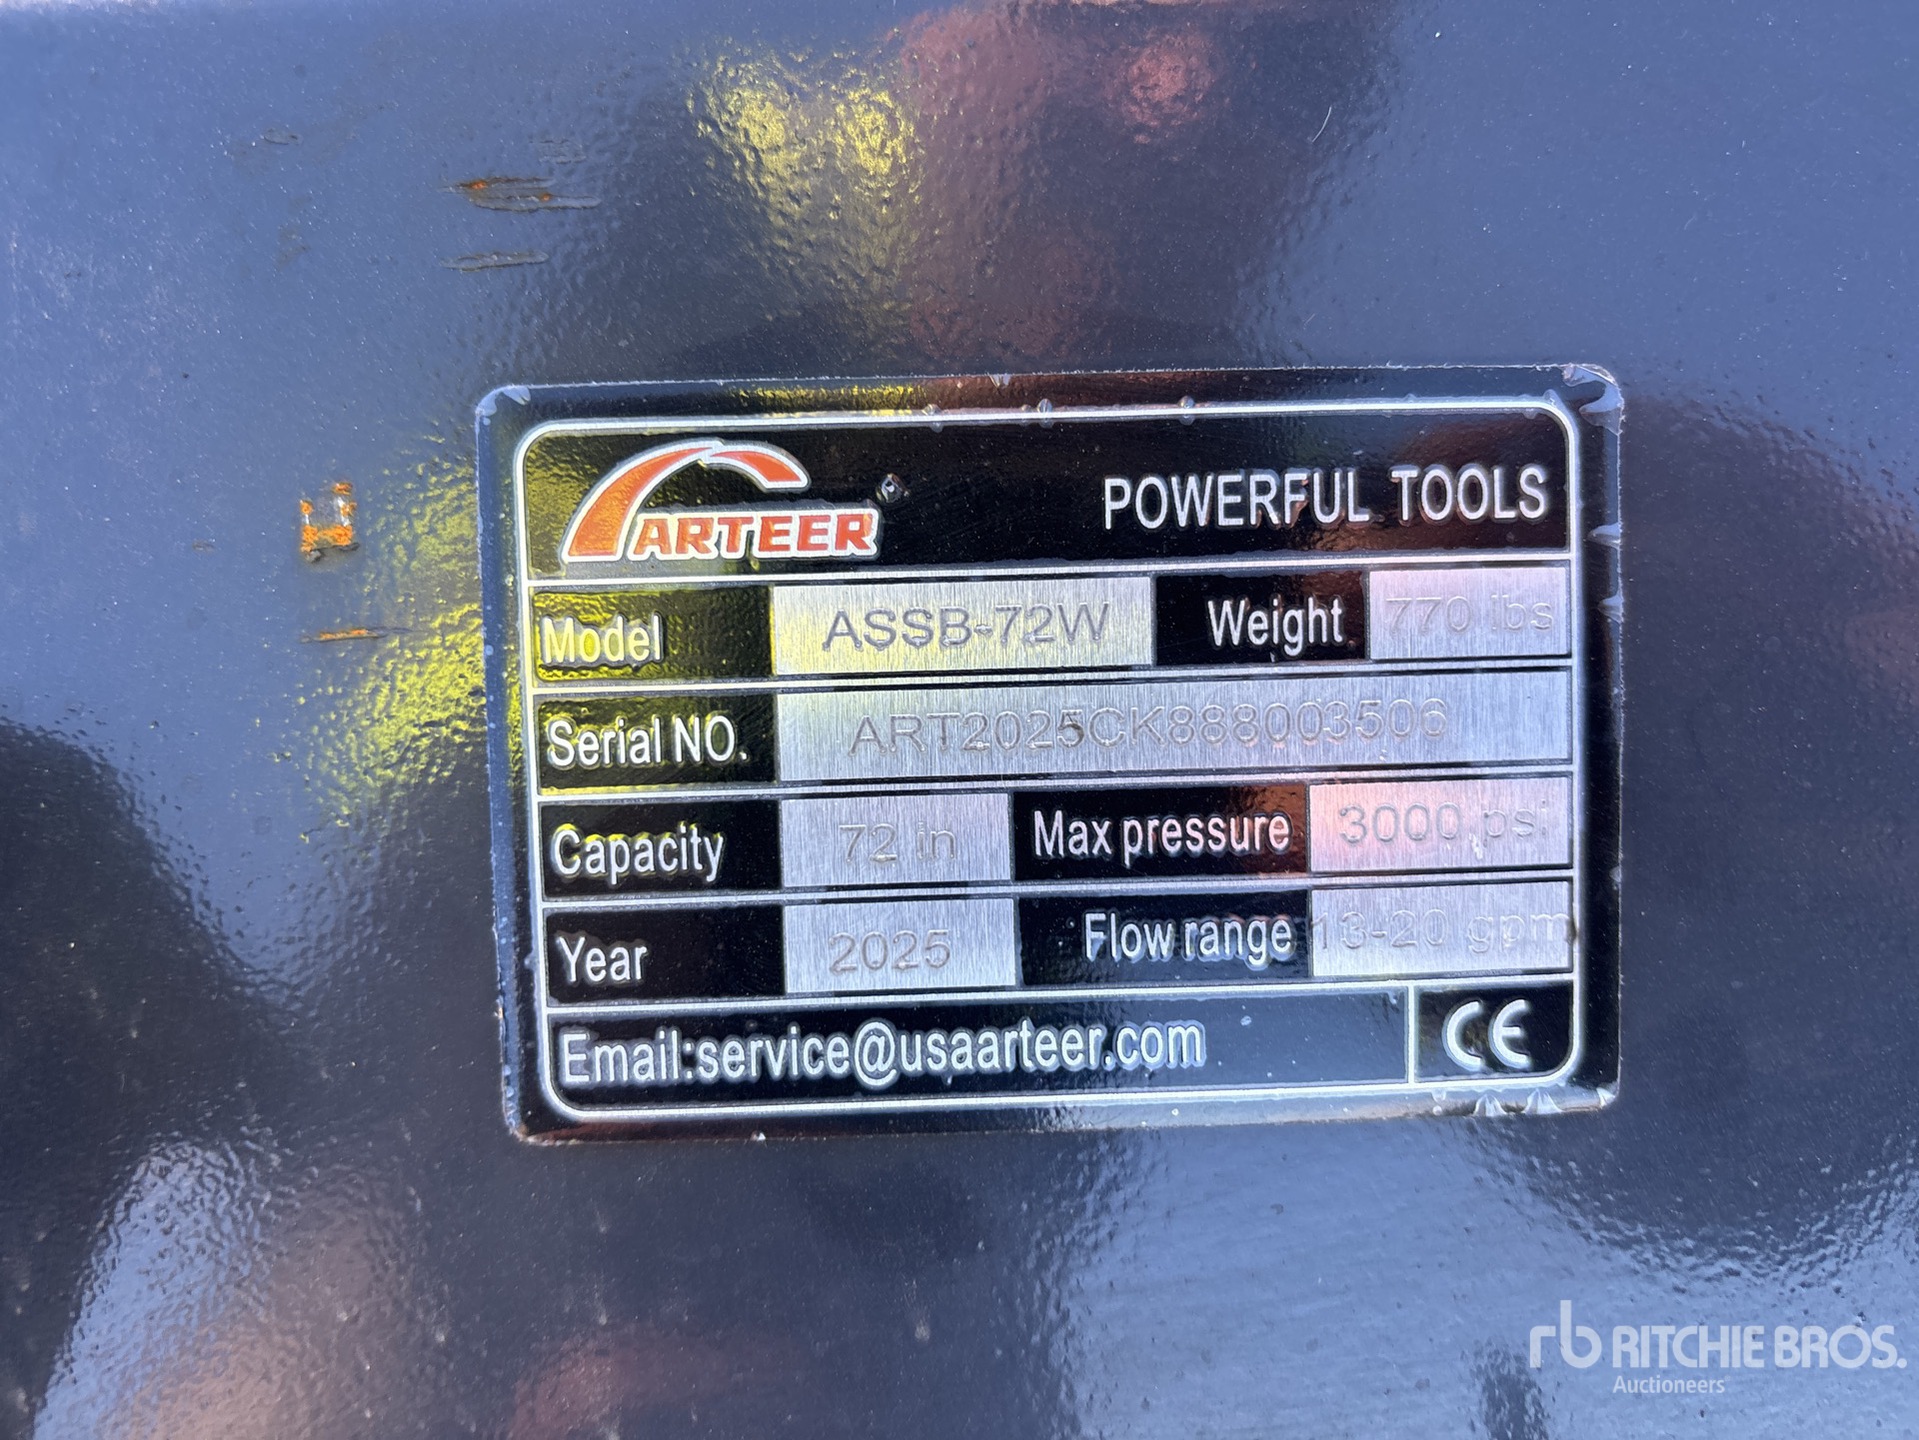 ARTEER® POWERFUL TOOLS
Model ASSB-72W Weight 770 lbs
Serial NO. ART2025CK888003506
Capacity 72 in Max pressure 3000 psi
Year 2025 Flow range 13-20 gpm
Email:service@usaarteer.com CE
rb RITCHIE BROS.
Auctioneers